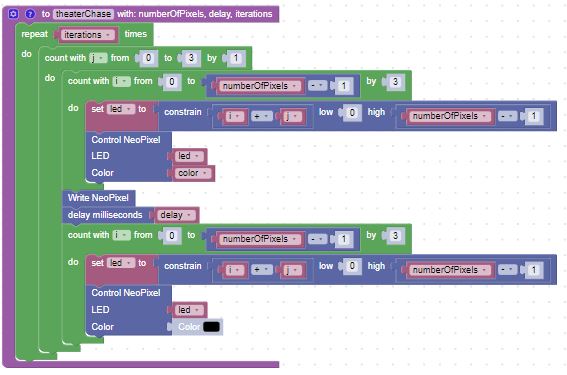 to theaterChase with: numberOfPixels, delay, iterations
repeat iterations times
do count with j from 0 to 3 by 1
do count with i from 0 to numberOfPixels - 1 by 3
do set led to constrain i + j low 0 high numberOfPixels - 1
Control NeoPixel
LED led
Color color
Write NeoPixel
delay milliseconds delay
count with i from 0 to numberOfPixels - 1 by 3
do set led to constrain i + j low 0 high numberOfPixels - 1
Control NeoPixel
LED led
Color Color